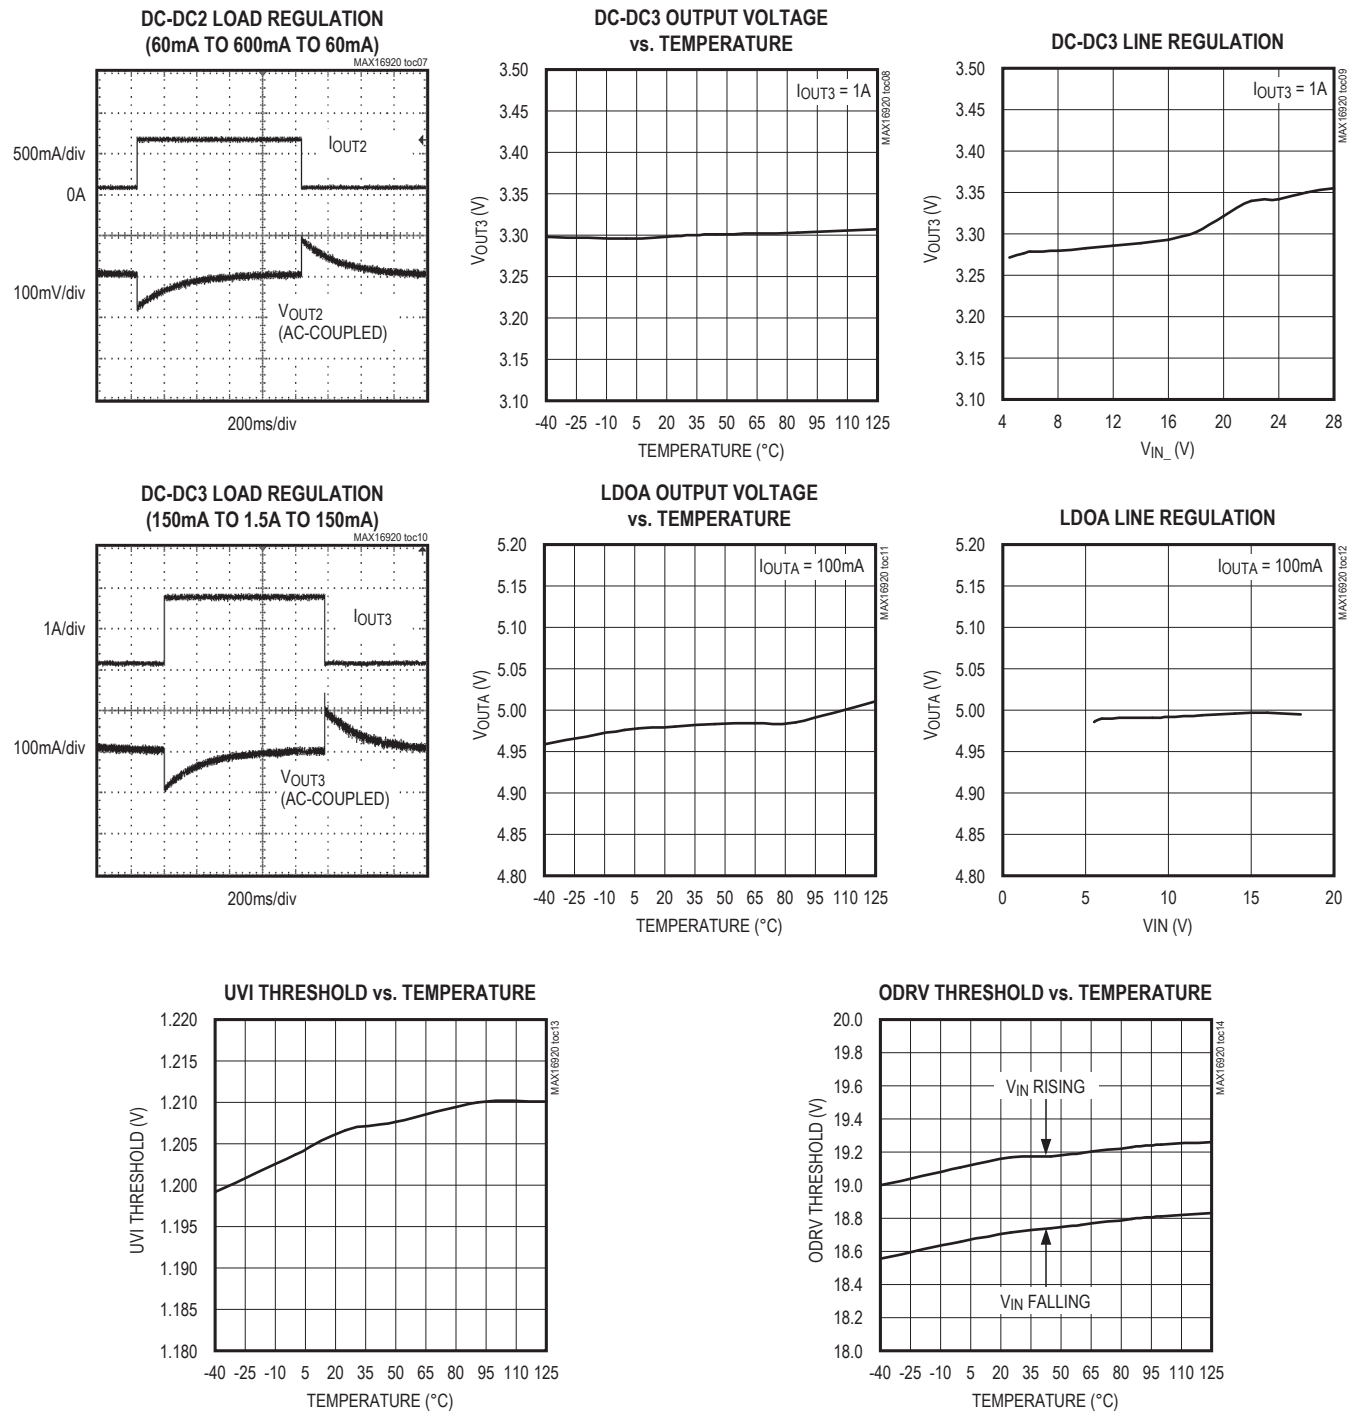 DC-DC2 LOAD REGULATION
(60mA TO 600mA TO 60mA)
MAX16920 toc07
500mA/div
0A
100mV/div
IOUT2
VOUT2
(AC-COUPLED)
200ms/div
DC-DC3 OUTPUT VOLTAGE
vs. TEMPERATURE
MAX16920 toc08
IOUT3 = 1A
VOUT3 (V)
3.50
3.45
3.40
3.35
3.30
3.25
3.20
3.15
3.10
-40 -25 -10 5 20 35 50 65 80 95 110 125
TEMPERATURE (°C)
DC-DC3 LINE REGULATION
MAX16920 toc09
IOUT3 = 1A
VOUT3 (V)
3.50
3.45
3.40
3.35
3.30
3.25
3.20
3.15
3.10
4 8 12 16 20 24 28
VIN_ (V)
DC-DC3 LOAD REGULATION
(150mA TO 1.5A TO 150mA)
MAX16920 toc10
1A/div
100mA/div
IOUT3
VOUT3
(AC-COUPLED)
200ms/div
LDOA OUTPUT VOLTAGE
vs. TEMPERATURE
MAX16920 toc11
IOUTA = 100mA
VOUTA (V)
5.20
5.15
5.10
5.05
5.00
4.95
4.90
4.85
4.80
-40 -25 -10 5 20 35 50 65 80 95 110 125
TEMPERATURE (°C)
LDOA LINE REGULATION
MAX16920 toc12
IOUTA = 100mA
VOUTA (V)
5.20
5.15
5.10
5.05
5.00
4.95
4.90
4.85
4.80
0 5 10 15 20
VIN (V)
UVI THRESHOLD vs. TEMPERATURE
MAX16920 toc13
UVI THRESHOLD (V)
1.220
1.215
1.210
1.205
1.200
1.195
1.190
1.185
1.180
-40 -25 -10 5 20 35 50 65 80 95 110 125
TEMPERATURE (°C)
ODRV THRESHOLD vs. TEMPERATURE
MAX16920 toc14
ODRV THRESHOLD (V)
20.0
19.8
19.6
19.4
19.2
19.0
18.8
18.6
18.4
18.2
18.0
VIN RISING
VIN FALLING
-40 -25 -10 5 20 35 50 65 80 95 110 125
TEMPERATURE (°C)